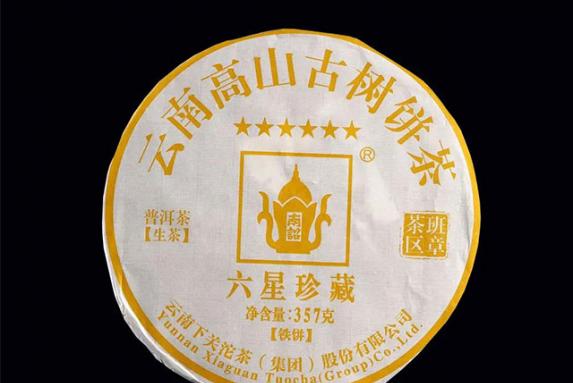 云南高山古树饼茶
★★★★★★
®
南詔
普洱茶
【生茶】
班章
茶区
六星珍藏
净含量:357克
【铁饼】
云南下关沱茶（集团）股份有限公司
Yunnan Xiaguan Tuocha(Group)Co.,Ltd.